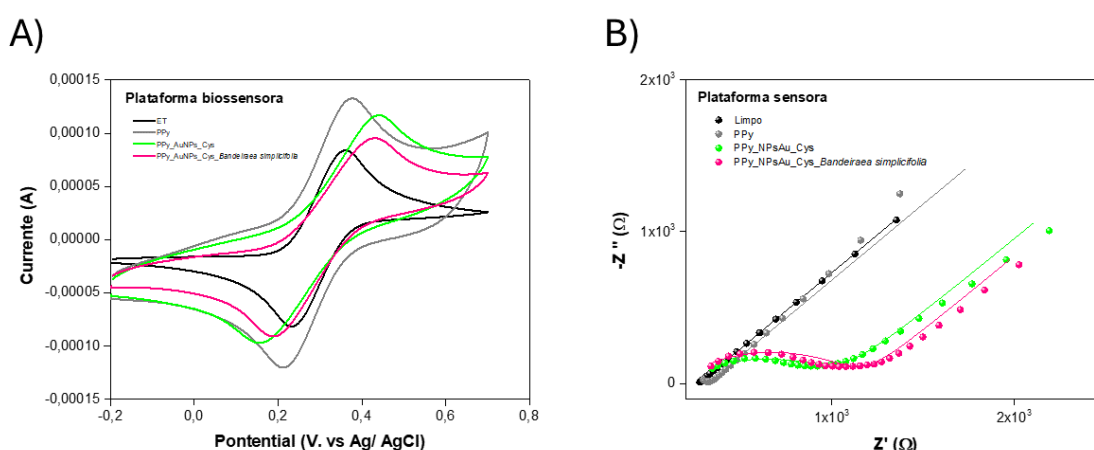 A)
0,00015
0,00010
0,00005
0,00000
-0,00005
-0,00010
-0,00015
Currente (A)
Plataforma biossensora
ET
PPy
PPy_AuNPs_Cys
PPy_AuNPs_Cys_Bandeiraea simplicifolia
-0,2
0,0
0,2
0,4
0,6
0,8
Pontential (V. vs Ag/ AgCl)
B)
2x10³
1x10³
0
-Z'' (Ω)
Plataforma sensora
Limpo
PPy
PPy_NPsAu_Cys
PPy_NPsAu_Cys_Bandeiraea simplicifolia
1x10³
2x10³
Z' (Ω)